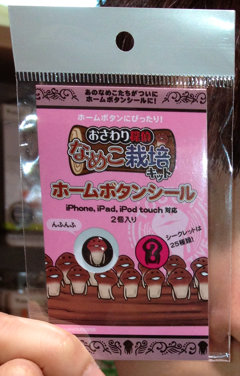 あのなめこたちがついに
ホームボタンシールに!
ホームボタンにぴったり!
おさわり探偵
なめこ栽培
キット
ホームボタンシール
iPhone, iPad, iPod touch 対応
2個入り
んふんふ
?
シークレットは
25種類!